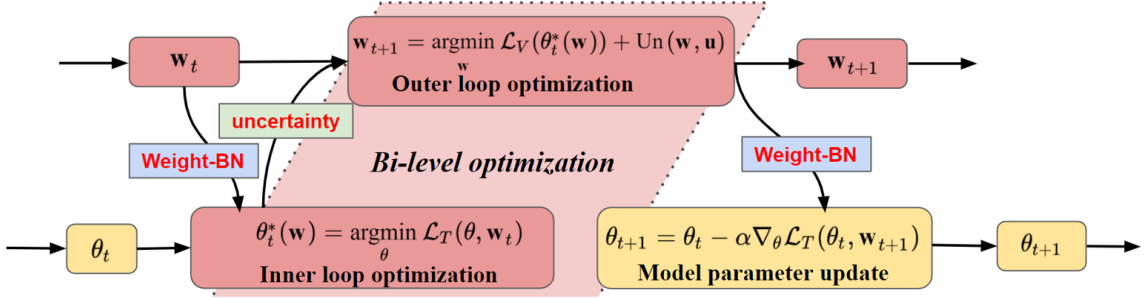 w_t
w_{t+1} = argmin_w L_V(θ_t^*(w)) + Un(w, u)
Outer loop optimization
w_{t+1}
uncertainty
Weight-BN
Bi-level optimization
Weight-BN
θ_t
θ_t^*(w) = argmin_θ L_T(θ, w_t)
Inner loop optimization
θ_{t+1} = θ_t − α∇_θ L_T(θ_t, w_{t+1})
Model parameter update
θ_{t+1}